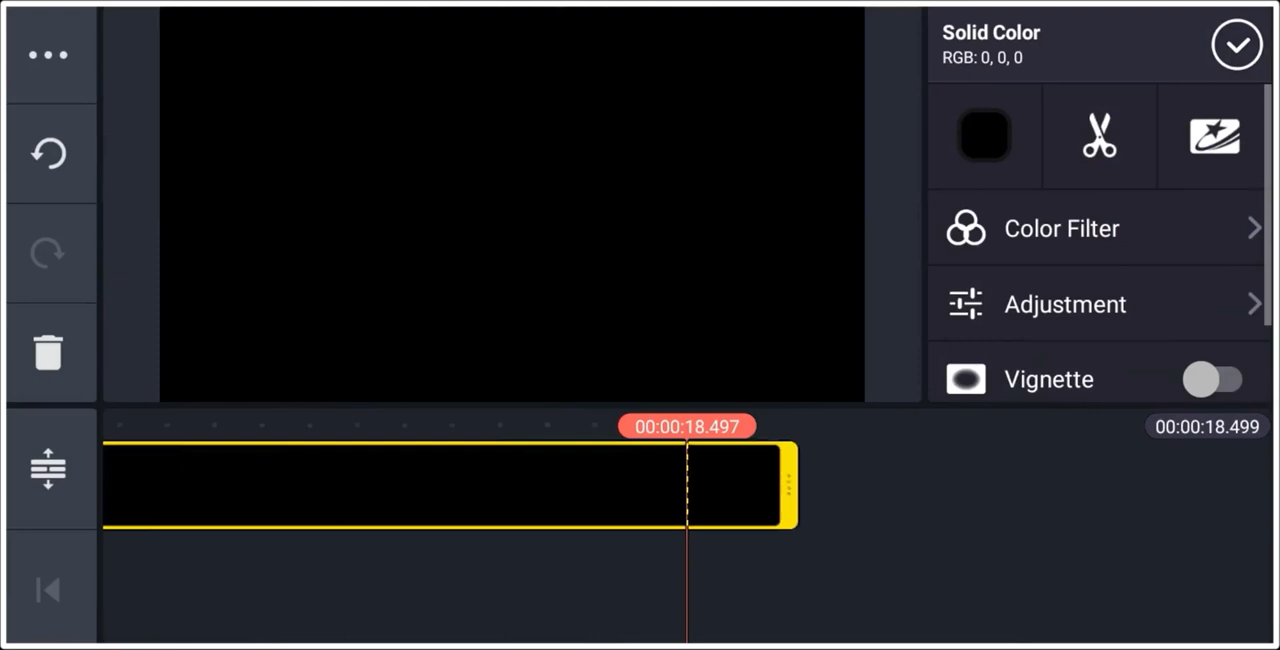 Solid Color
RGB: 0, 0, 0
Color Filter
Adjustment
Vignette
00:00:18.497
00:00:18.499